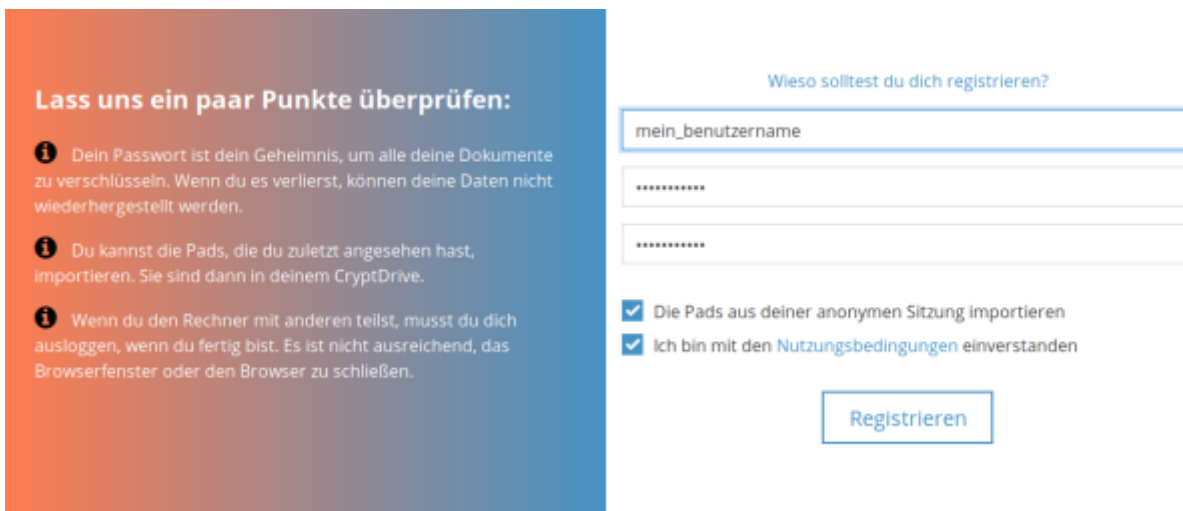 Lass uns ein paar Punkte überprüfen:
Dein Passwort ist dein Geheimnis, um alle deine Dokumente
zu verschlüsseln. Wenn du es verlierst, können deine Daten nicht
wiederhergestellt werden.
Du kannst die Pads, die du zuletzt angesehen hast,
importieren. Sie sind dann in deinem CryptDrive.
Wenn du den Rechner mit anderen teilst, musst du dich
ausloggen, wenn du fertig bist. Es ist nicht ausreichend, das
Browserfenster oder den Browser zu schließen.
Wieso solltest du dich registrieren?
mein_benutzername
•••••••••••
•••••••••••
Die Pads aus deiner anonymen Sitzung importieren
Ich bin mit den Nutzungsbedingungen einverstanden
Registrieren